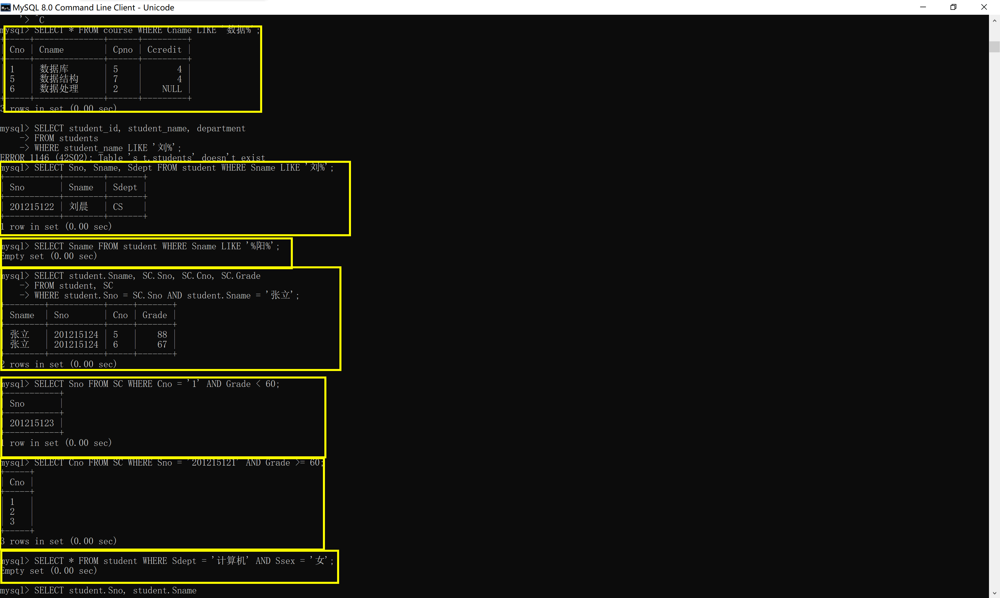 MySQL 8.0 Command Line Client - Unicode
'> ^C
mysql> SELECT * FROM course WHERE Cname LIKE '数据%';
+-----+--------------+------+---------+
| Cno | Cname        | Cpno | Ccredit |
+-----+--------------+------+---------+
| 1   | 数据库       | 5    |       4 |
| 5   | 数据结构     | 7    |       4 |
| 6   | 数据处理     | 2    |    NULL |
+-----+--------------+------+---------+
3 rows in set (0.00 sec)
mysql> SELECT student_id, student_name, department
    -> FROM students
    -> WHERE student_name LIKE '刘%';
ERROR 1146 (42S02): Table 's_t.students' doesn't exist
mysql> SELECT Sno, Sname, Sdept FROM student WHERE Sname LIKE '刘%';
+-----------+--------+-------+
| Sno       | Sname  | Sdept |
+-----------+--------+-------+
| 201215122 | 刘晨   | CS    |
+-----------+--------+-------+
1 row in set (0.00 sec)
mysql> SELECT Sname FROM student WHERE Sname LIKE '%阳%';
Empty set (0.00 sec)
mysql> SELECT student.Sname, SC.Sno, SC.Cno, SC.Grade
    -> FROM student, SC
    -> WHERE student.Sno = SC.Sno AND student.Sname = '张立';
+--------+-----------+-----+-------+
| Sname  | Sno       | Cno | Grade |
+--------+-----------+-----+-------+
| 张立   | 201215124 | 5   |    88 |
| 张立   | 201215124 | 6   |    67 |
+--------+-----------+-----+-------+
2 rows in set (0.00 sec)
mysql> SELECT Sno FROM SC WHERE Cno = '1' AND Grade < 60;
+-----------+
| Sno       |
+-----------+
| 201215123 |
+-----------+
1 row in set (0.00 sec)
mysql> SELECT Cno FROM SC WHERE Sno = '201215121' AND Grade >= 60;
+-----+
| Cno |
+-----+
| 1   |
| 2   |
| 3   |
+-----+
3 rows in set (0.00 sec)
mysql> SELECT * FROM student WHERE Sdept = '计算机' AND Ssex = '女';
Empty set (0.00 sec)
mysql> SELECT student.Sno, student.Sname